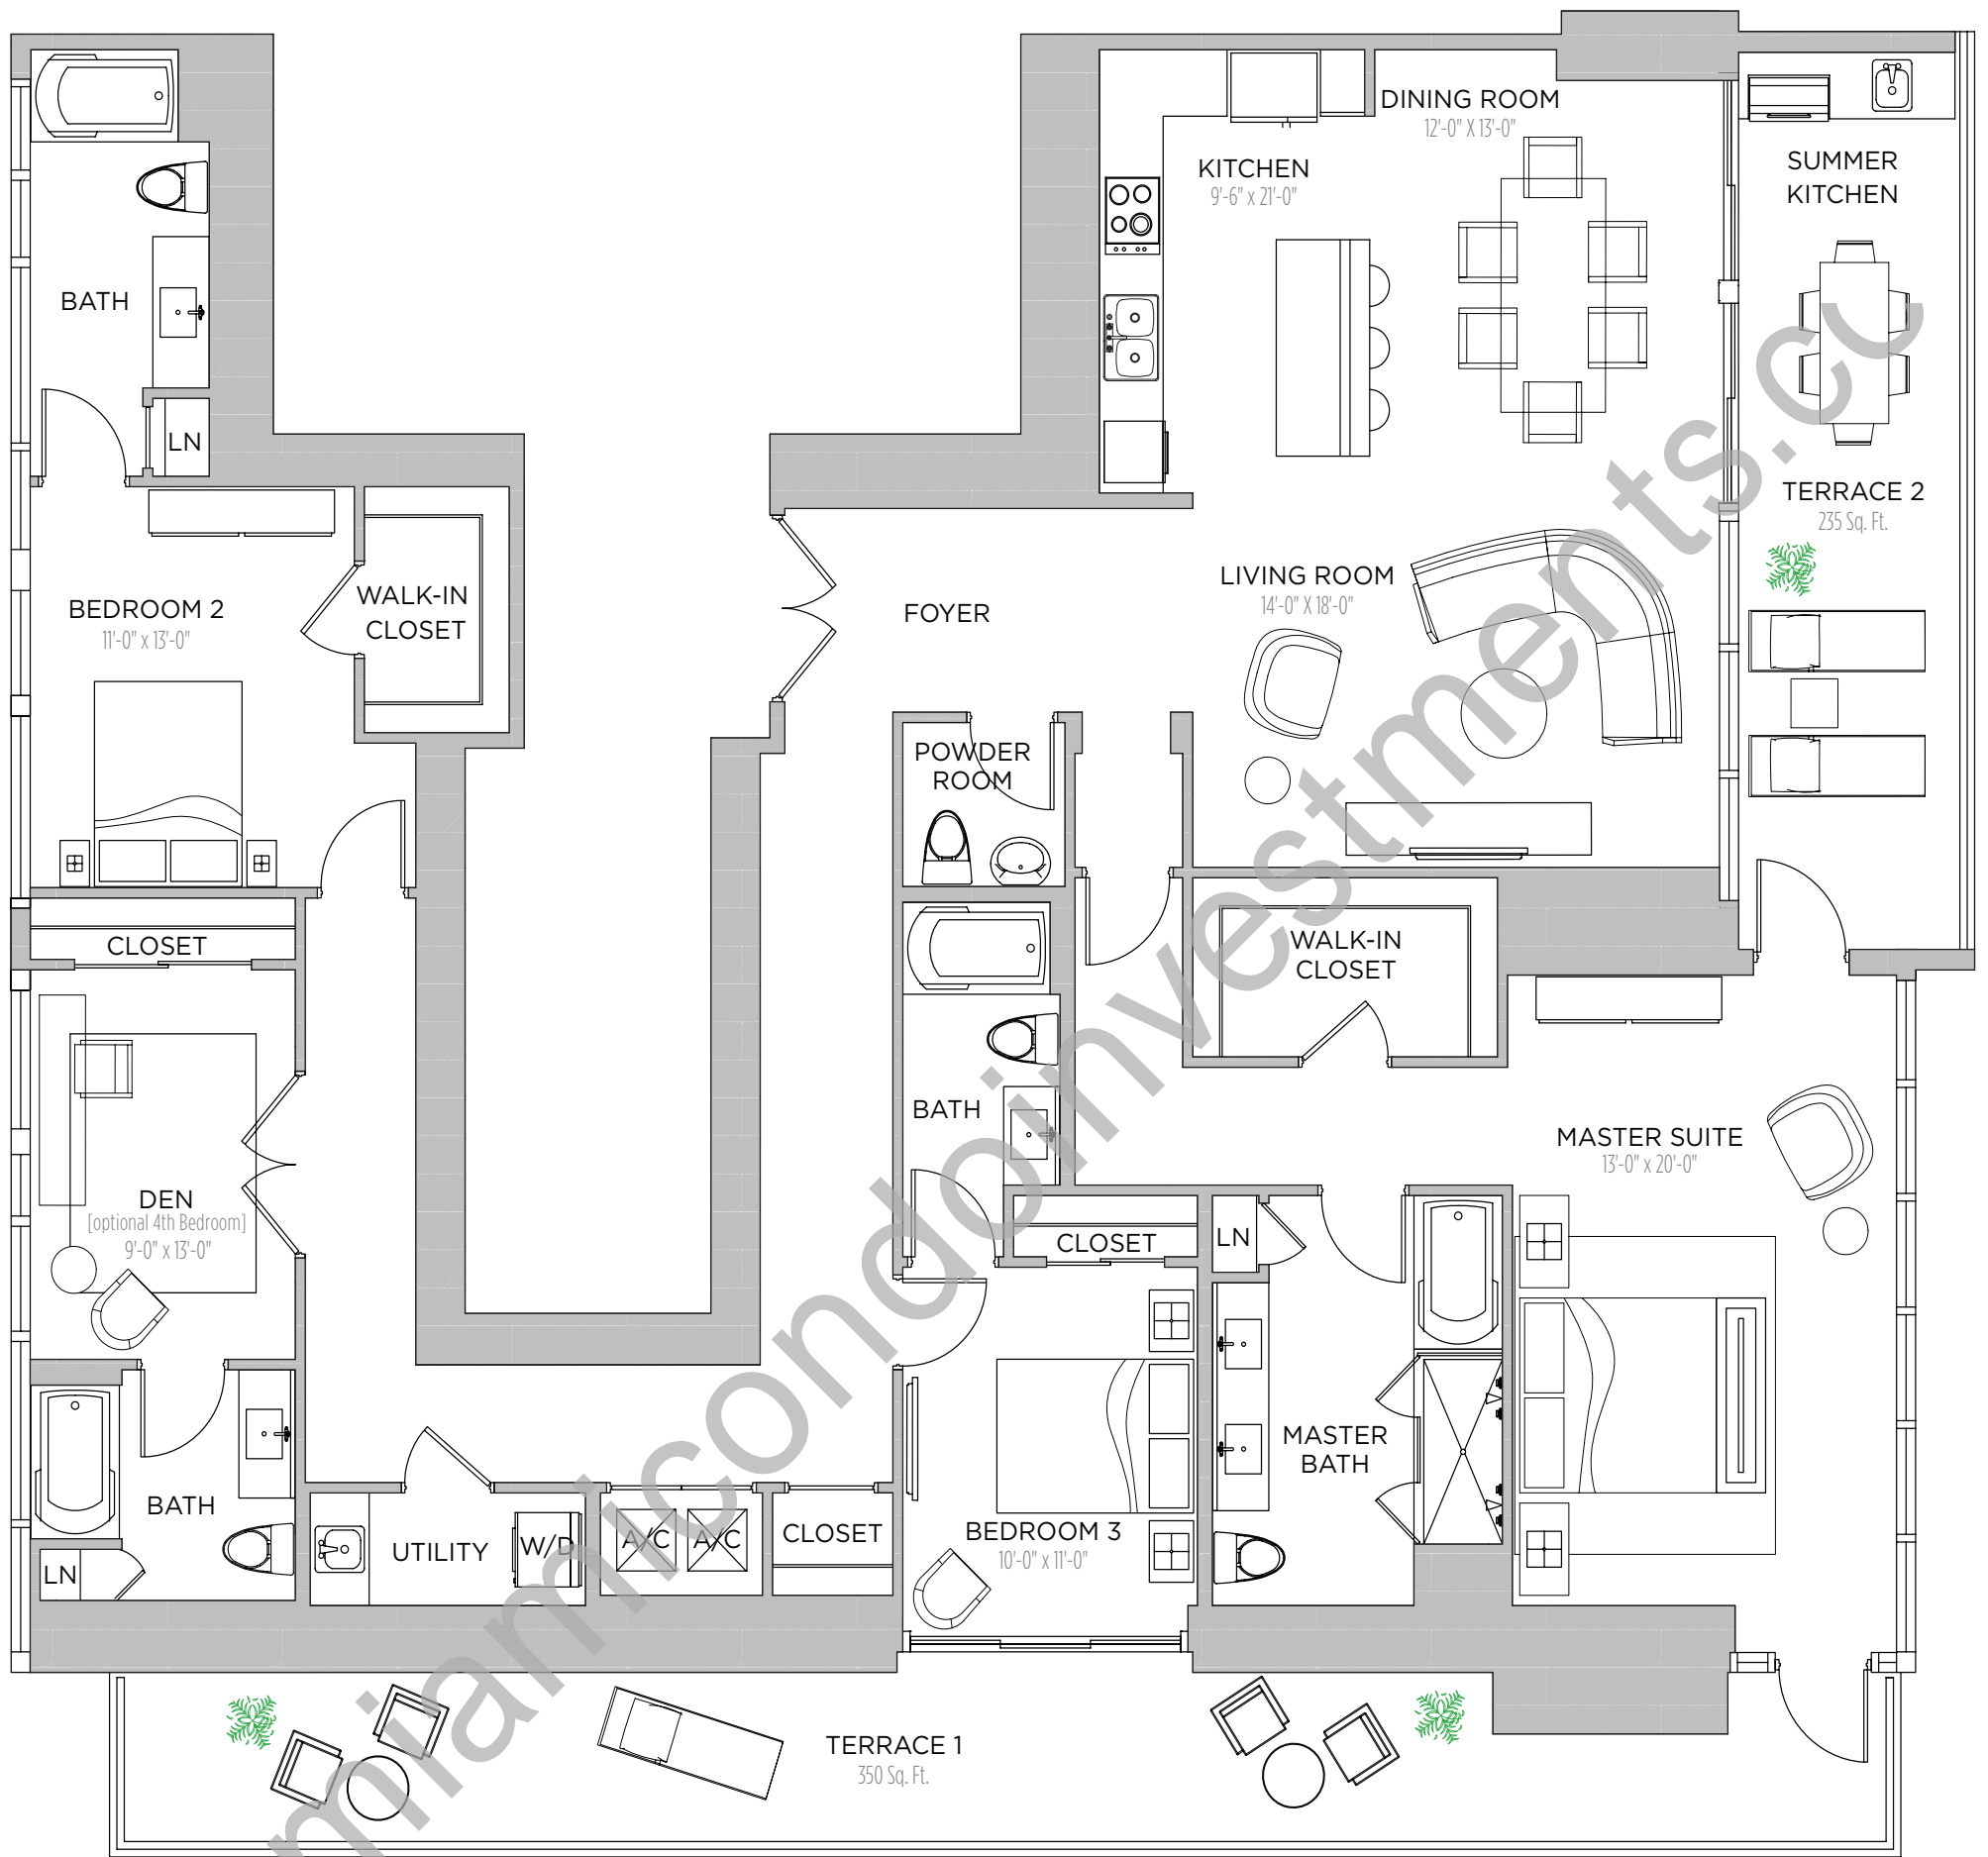 DINING ROOM
12'-0" X 13'-0"
KITCHEN
9'-6" x 21'-0"
SUMMER
KITCHEN
BATH
LN
TERRACE 2
235 Sq. Ft.
LIVING ROOM
14'-0" X 18'-0"
WALK-IN
CLOSET
BEDROOM 2
11'-0" x 13'-0"
FOYER
POWDER
ROOM
CLOSET
WALK-IN
CLOSET
BATH
MASTER SUITE
13'-0" x 20'-0"
DEN
[optional 4th Bedroom]
9'-0" x 13'-0"
LN
CLOSET
MASTER
BATH
BATH
LN
UTILITY
W/D
A/C
A/C
CLOSET
BEDROOM 3
10'-0" x 11'-0"
TERRACE 1
350 Sq. Ft.
miamicondoinvestments.co